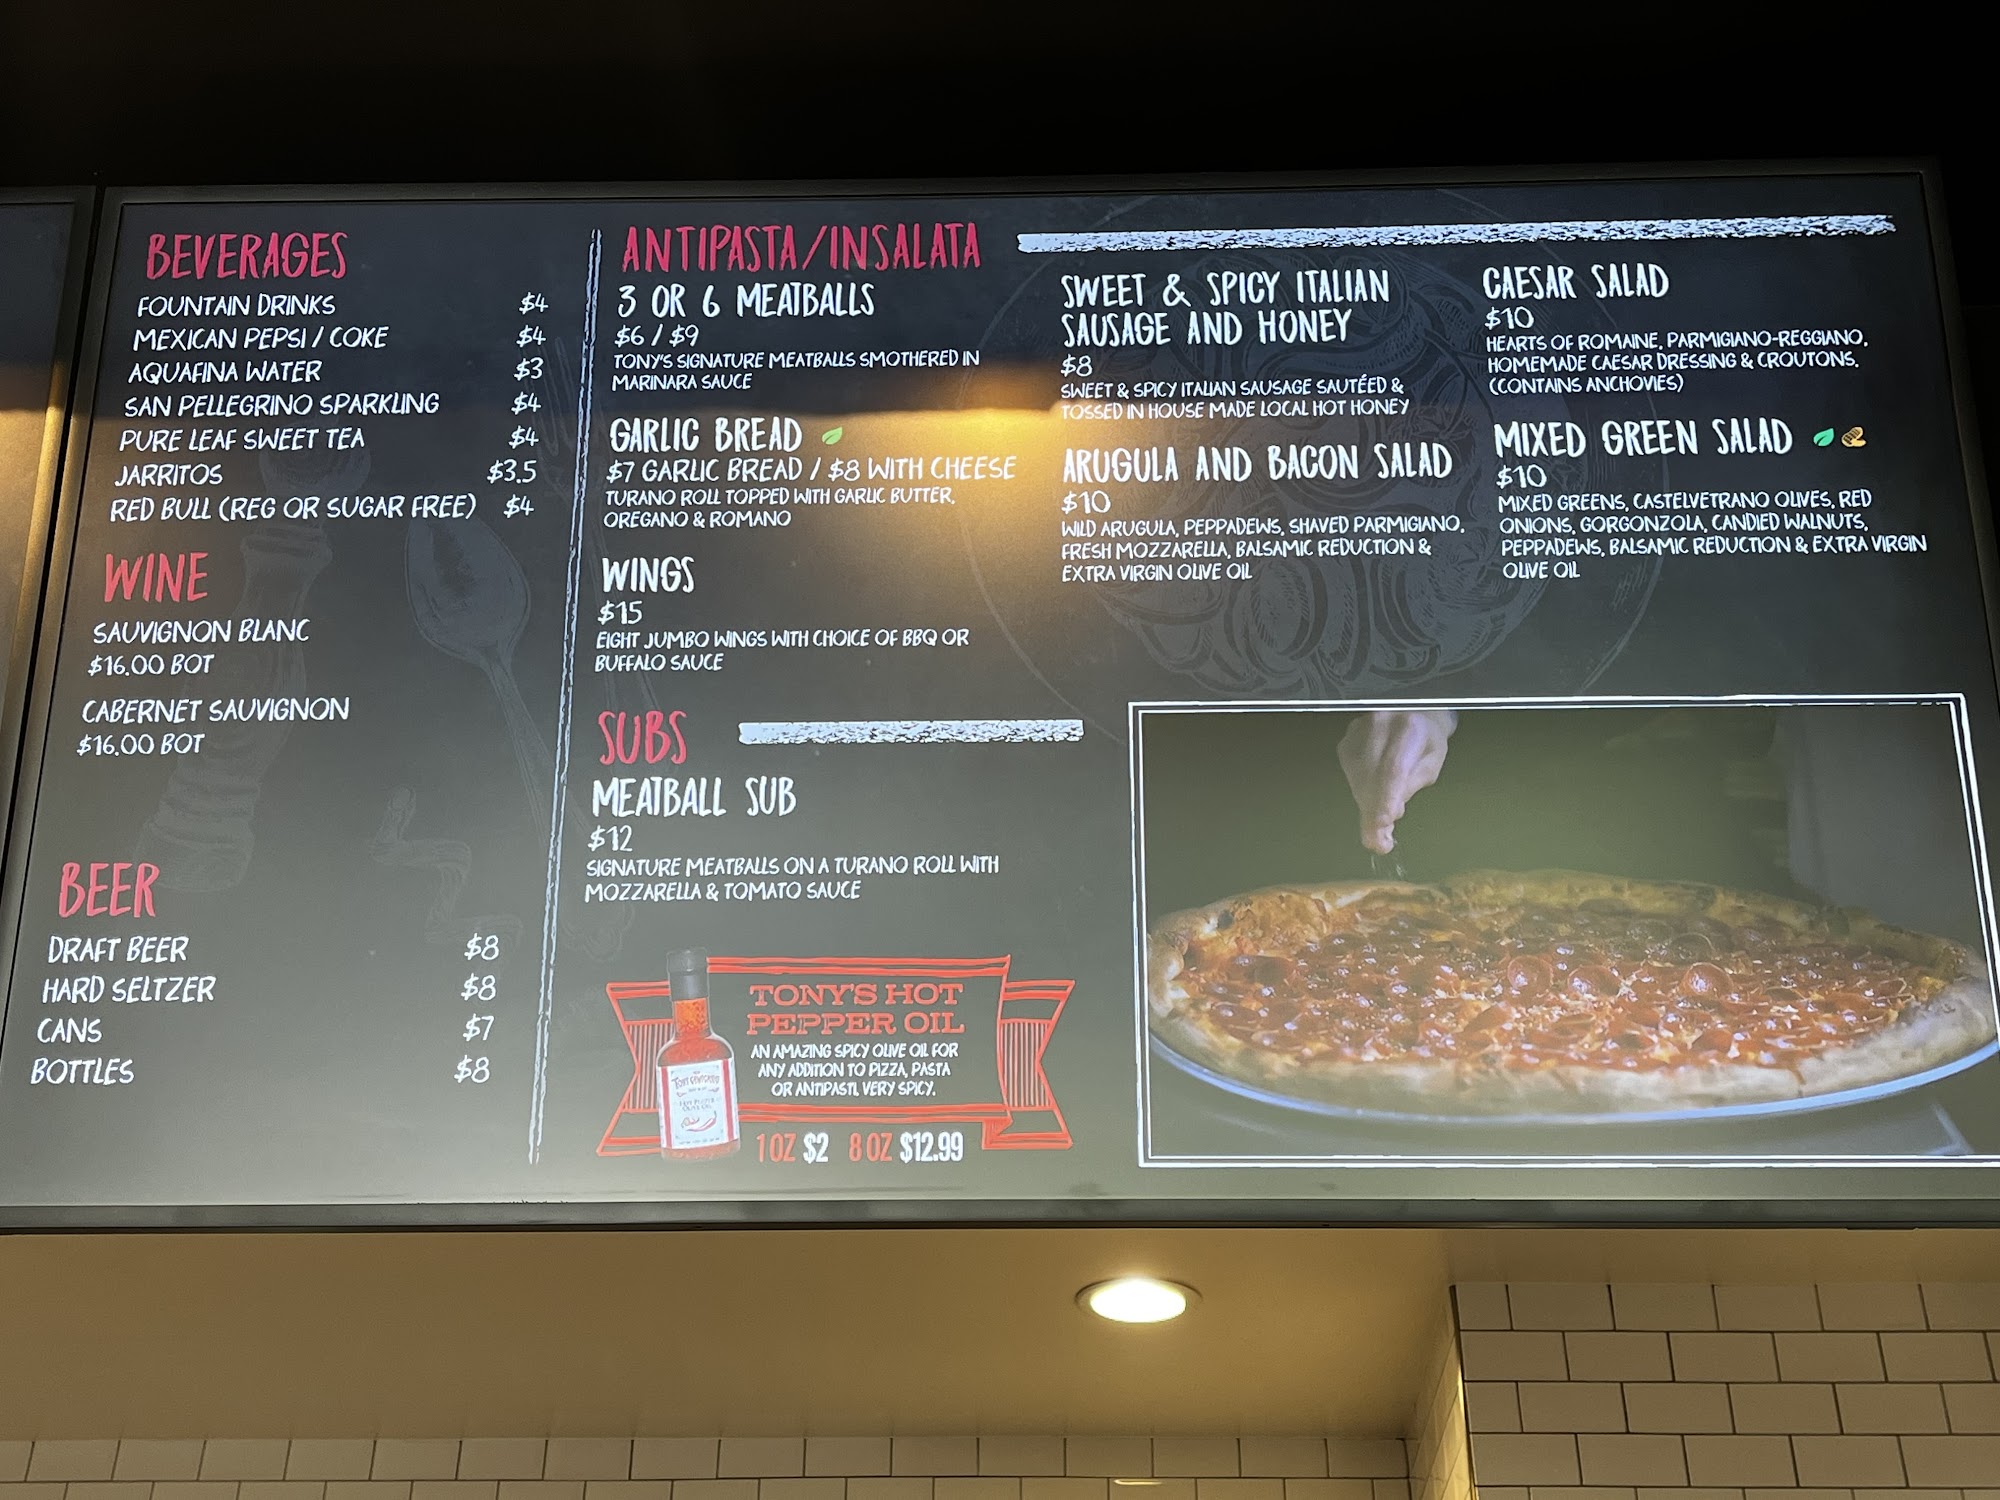 BEVERAGES
FOUNTAIN DRINKS $4
MEXICAN PEPSI / COKE $4
AQUAFINA WATER $3
SAN PELLEGRINO SPARKLING $4
PURE LEAF SWEET TEA $4
JARRITOS $3.5
RED BULL (REG OR SUGAR FREE) $4
WINE
SAUVIGNON BLANC
$16.00 BOT
CABERNET SAUVIGNON
$16.00 BOT
BEER
DRAFT BEER $8
HARD SELTZER $8
CANS $7
BOTTLES $8
ANTIPASTA/INSALATA
3 OR 6 MEATBALLS
$6 / $9
TONY'S SIGNATURE MEATBALLS SMOTHERED IN
MARINARA SAUCE
GARLIC BREAD
$7 GARLIC BREAD / $8 WITH CHEESE
TURANO ROLL TOPPED WITH GARLIC BUTTER,
OREGANO & ROMANO
WINGS
$15
EIGHT JUMBO WINGS WITH CHOICE OF BBQ OR
BUFFALO SAUCE
SWEET & SPICY ITALIAN
SAUSAGE AND HONEY
$8
SWEET & SPICY ITALIAN SAUSAGE SAUTÉED &
TOSSED IN HOUSE MADE LOCAL HOT HONEY
ARUGULA AND BACON SALAD
$10
WILD ARUGULA, PEPPADEWS, SHAVED PARMIGIANO,
FRESH MOZZARELLA, BALSAMIC REDUCTION &
EXTRA VIRGIN OLIVE OIL
CAESAR SALAD
$10
HEARTS OF ROMAINE, PARMIGIANO-REGGIANO,
HOMEMADE CAESAR DRESSING & CROUTONS.
(CONTAINS ANCHOVIES)
MIXED GREEN SALAD
$10
MIXED GREENS, CASTELVETRANO OLIVES, RED
ONIONS, GORGONZOLA, CANDIED WALNUTS,
PEPPADEWS, BALSAMIC REDUCTION & EXTRA VIRGIN
OLIVE OIL
SUBS
MEATBALL SUB
$12
SIGNATURE MEATBALLS ON A TURANO ROLL WITH
MOZZARELLA & TOMATO SAUCE
TONY'S HOT
PEPPER OIL
AN AMAZING SPICY OLIVE OIL FOR
ANY ADDITION TO PIZZA, PASTA
OR ANTIPASTI. VERY SPICY.
1 OZ $2 8 OZ $12.99